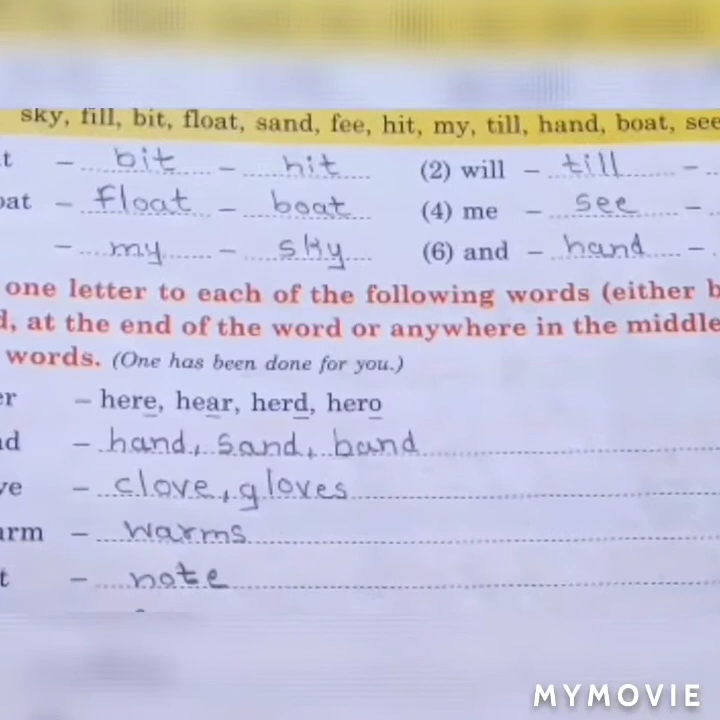 sky, fill, bit, float, sand, fee, hit, my, till, hand, boat, see
t - bit - hit (2) will - till -
oat - float - boat (4) me - see -
- my - sky (6) and - hand -
one letter to each of the following words (either b
d, at the end of the word or anywhere in the middle
words. (One has been done for you.)
er - here, hear, herd, hero
nd - hand, sand, band
ve - clove, gloves
arm - warms
t - note
MYMOVIE